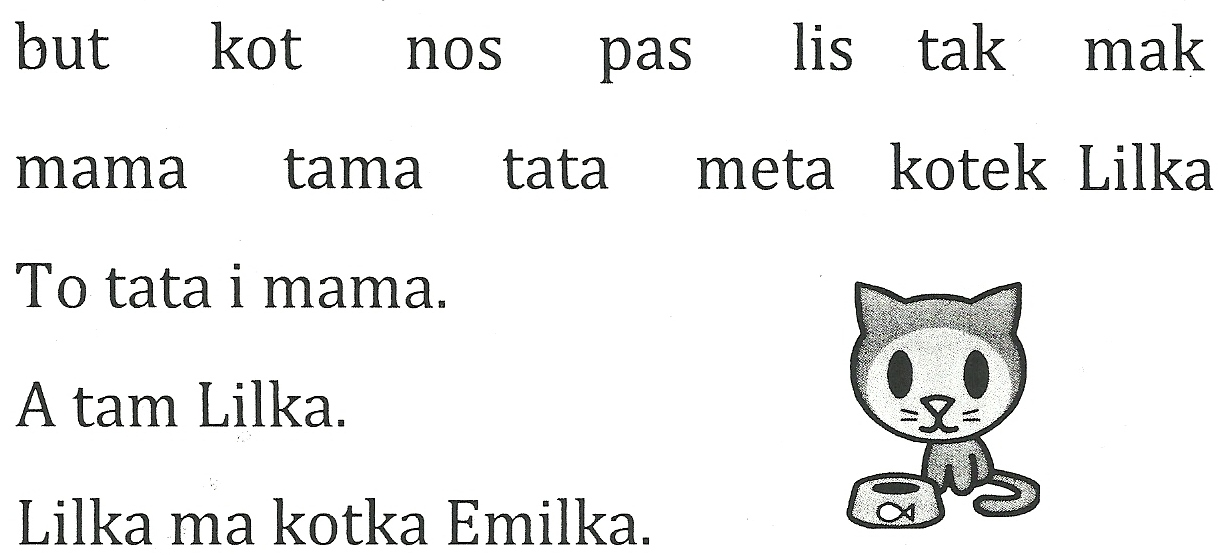 but kot nos pas lis tak mak
mama tama tata meta kotek Lilka
To tata i mama.
A tam Lilka.
Lilka ma kotka Emilka.